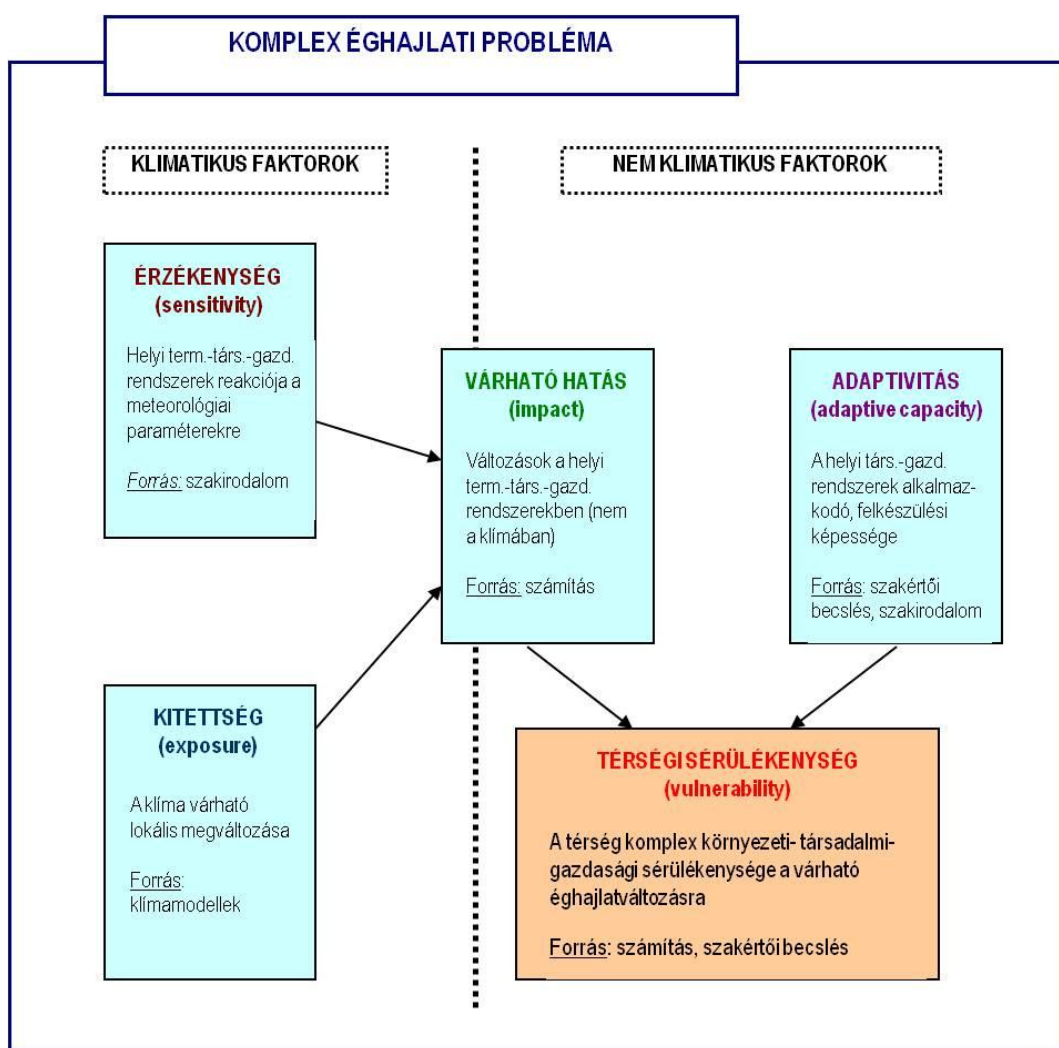 KOMPLEX ÉGHAJLATI PROBLÉMA
KLIMATIKUS FAKTOROK
NEM KLIMATIKUS FAKTOROK
ÉRZÉKENYSÉG
(sensitivity)
Helyi term.-társ.-gazd.
rendszerek reakciója a
meteorológiai
paraméterekre
Forrás: szakirodalom
VÁRHATÓ HATÁS
(impact)
Változások a helyi
term.-társ.-gazd.
rendszerekben (nem
a klímában)
Forrás: számítás
ADAPTIVITÁS
(adaptive capacity)
A helyi társ.-gazd.
rendszerek alkalmaz-
kodó, felkészülési
képessége
Forrás: szakértői
becslés, szakirodalom
KITETTSÉG
(exposure)
A klíma várható
lokális megváltozása
Forrás:
klímamodellek
TÉRSÉGI SÉRÜLÉKENYSÉG
(vulnerability)
A térség komplex környezeti- társadalmi-
gazdasági sérülékenysége a várható
éghajlatváltozásra
Forrás: számítás, szakértői becslés